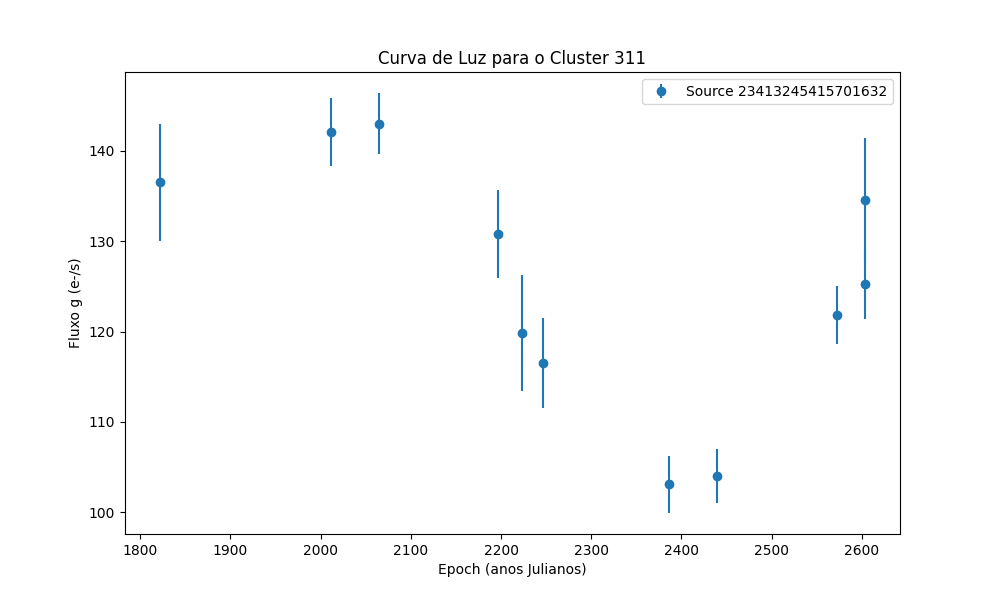 Curva de Luz para o Cluster 311
Source 23413245415701632
Fluxo g (e-/s)
140
130
120
110
100
1800 1900 2000 2100 2200 2300 2400 2500 2600
Epoch (anos Julianos)